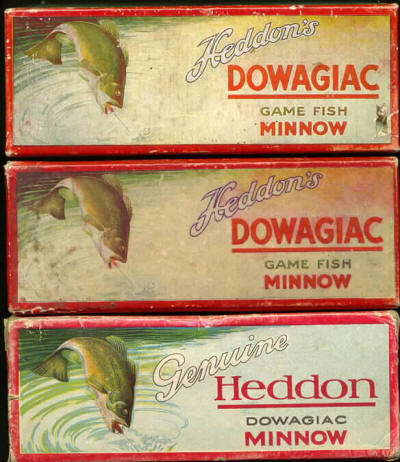 Heddon's
DOWAGIAC
GAME FISH
MINNOW
Heddon's
DOWAGIAC
GAME FISH
MINNOW
Genuine
Heddon
DOWAGIAC
MINNOW